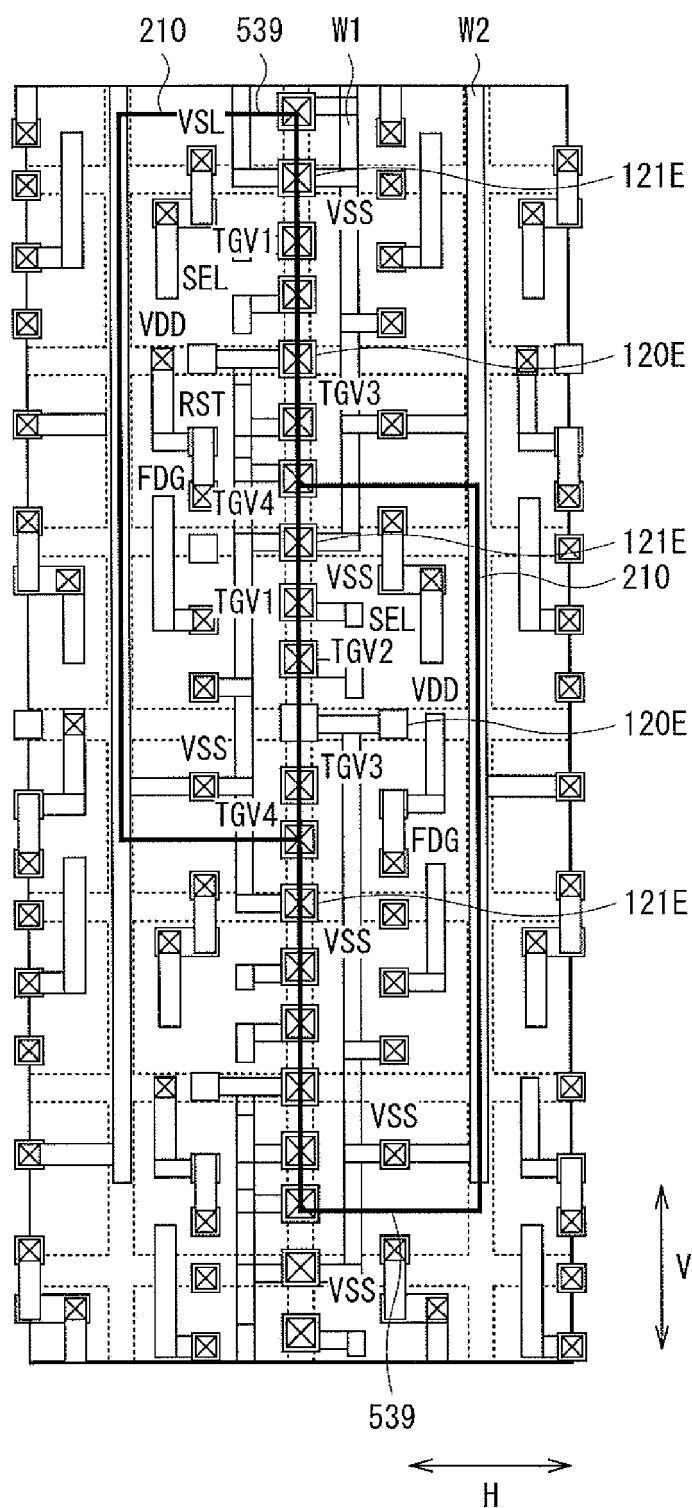 210 539 W1 W2
VSL
121E
VSS
TGV1
SEL
VDD
120E
TGV3
RST
FDG
TGV4
121E
VSS
210
TGV1
SEL
TGV2
VDD
120E
VSS
TGV3
TGV4
FDG
121E
VSS
VSS
V
VSS
539
H